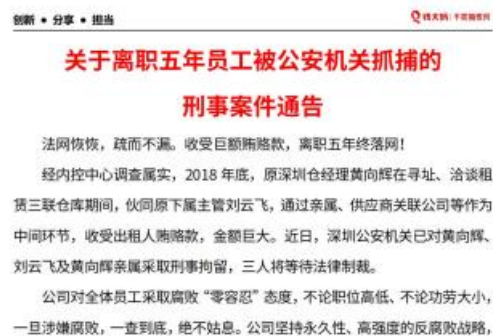 创新 • 分享 • 担当
钱大妈
关于离职五年员工被公安机关抓捕的
刑事案件通告
法网恢恢，疏而不漏。收受巨额贿赂款，离职五年终落网！
经内控中心调查属实，2018 年底，原深圳仓经理黄向辉在寻址、洽谈租
赁三联仓库期间，伙同原下属主管刘云飞，通过亲属、供应商关联公司等作为
中间环节，收受出租人贿赂款，金额巨大。近日，深圳公安机关已对黄向辉、
刘云飞及黄向辉亲属采取刑事拘留，三人将等待法律制裁。
公司对全体员工采取腐败“零容忍”态度，不论职位高低、不论功劳大小，
一旦涉嫌腐败，一查到底，绝不姑息。公司坚持永久性、高强度的反腐败战略，